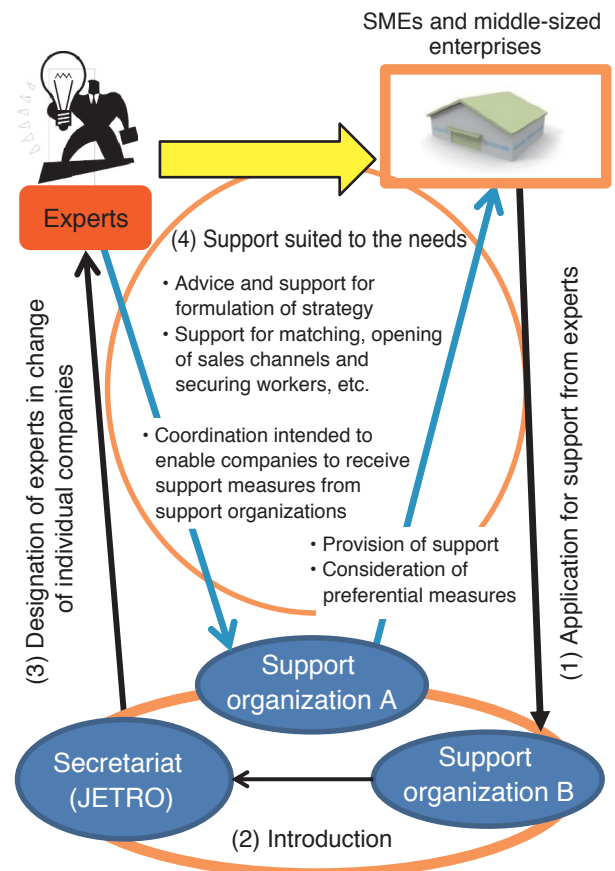 SMEs and middle-sized
enterprises
Experts
(4) Support suited to the needs
・Advice and support for
formulation of strategy
・Support for matching, opening
of sales channels and
securing workers, etc.
・Coordination intended to
enable companies to receive
support measures from
support organizations
・Provision of support
・Consideration of
preferential measures
(3) Designation of experts in change
of individual companies
(1) Application for support from experts
Support
organization A
Secretariat
(JETRO)
Support
organization B
(2) Introduction